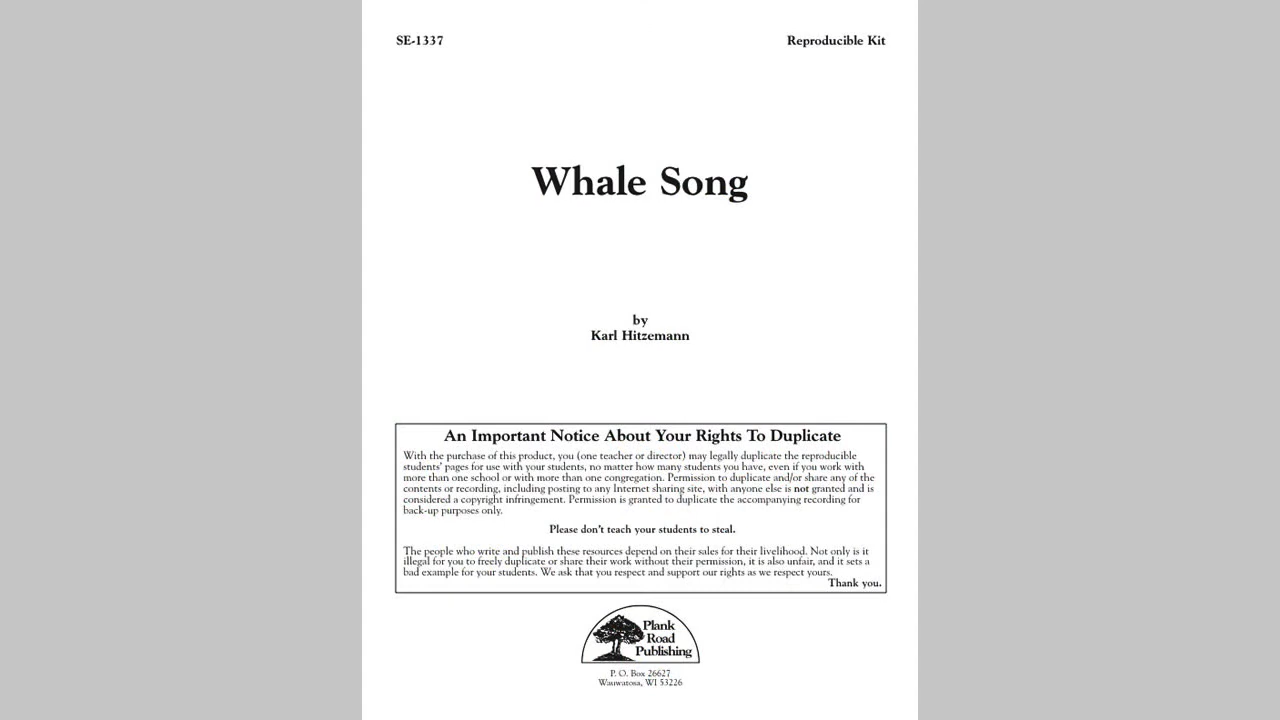 SE-1337
Reproducible Kit
Whale Song
by
Karl Hitzemann
An Important Notice About Your Rights To Duplicate
With the purchase of this product, you (one teacher or director) may legally duplicate the reproducible
students' pages for use with your students, no matter how many students you have, even if you work with
more than one school or with more than one congregation. Permission to duplicate and/or share any of the
contents or recording, including posting to any Internet sharing site, with anyone else is not granted and is
considered a copyright infringement. Permission is granted to duplicate the accompanying recording for
back-up purposes only.
Please don't teach your students to steal.
The people who write and publish these resources depend on their sales for their livelihood. Not only is it
illegal for you to freely duplicate or share their work without their permission, it is also unfair, and it sets a
bad example for your students. We ask that you respect and support our rights as we respect yours.
Thank you.
Plank
Road
Publishing
P. O. Box 26627
Wauwatosa, WI 53226